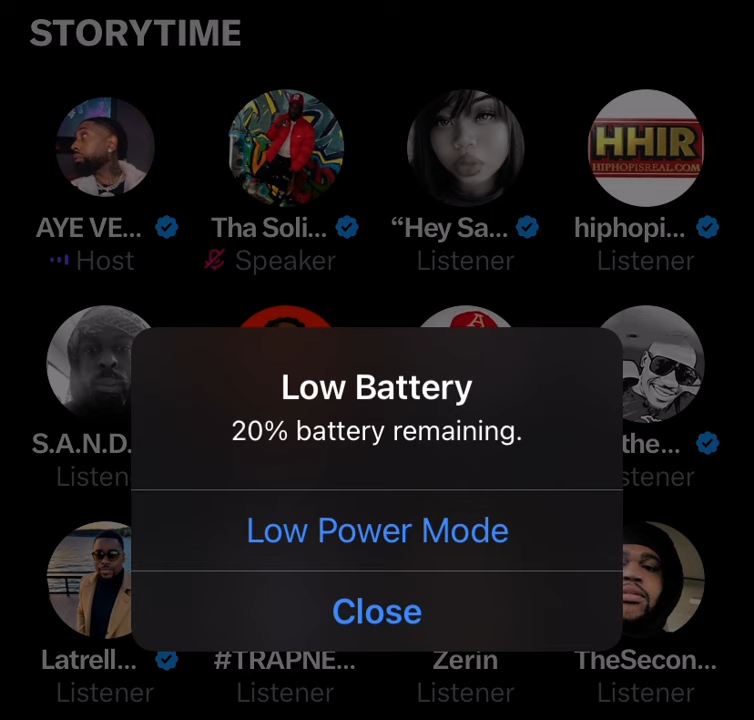 STORYTIME
HHIR
HIPHOPISREAL.COM
AYE VE... Tha Soli... “Hey Sa... hiphopi...
Host Speaker Listener Listener
A
Low Battery
20% battery remaining.
S.A.N.D. the...
Listen stener
Low Power Mode
Close
Latrell... #TRAPNE... Zerin TheSecon...
Listener Listener Listener Listener